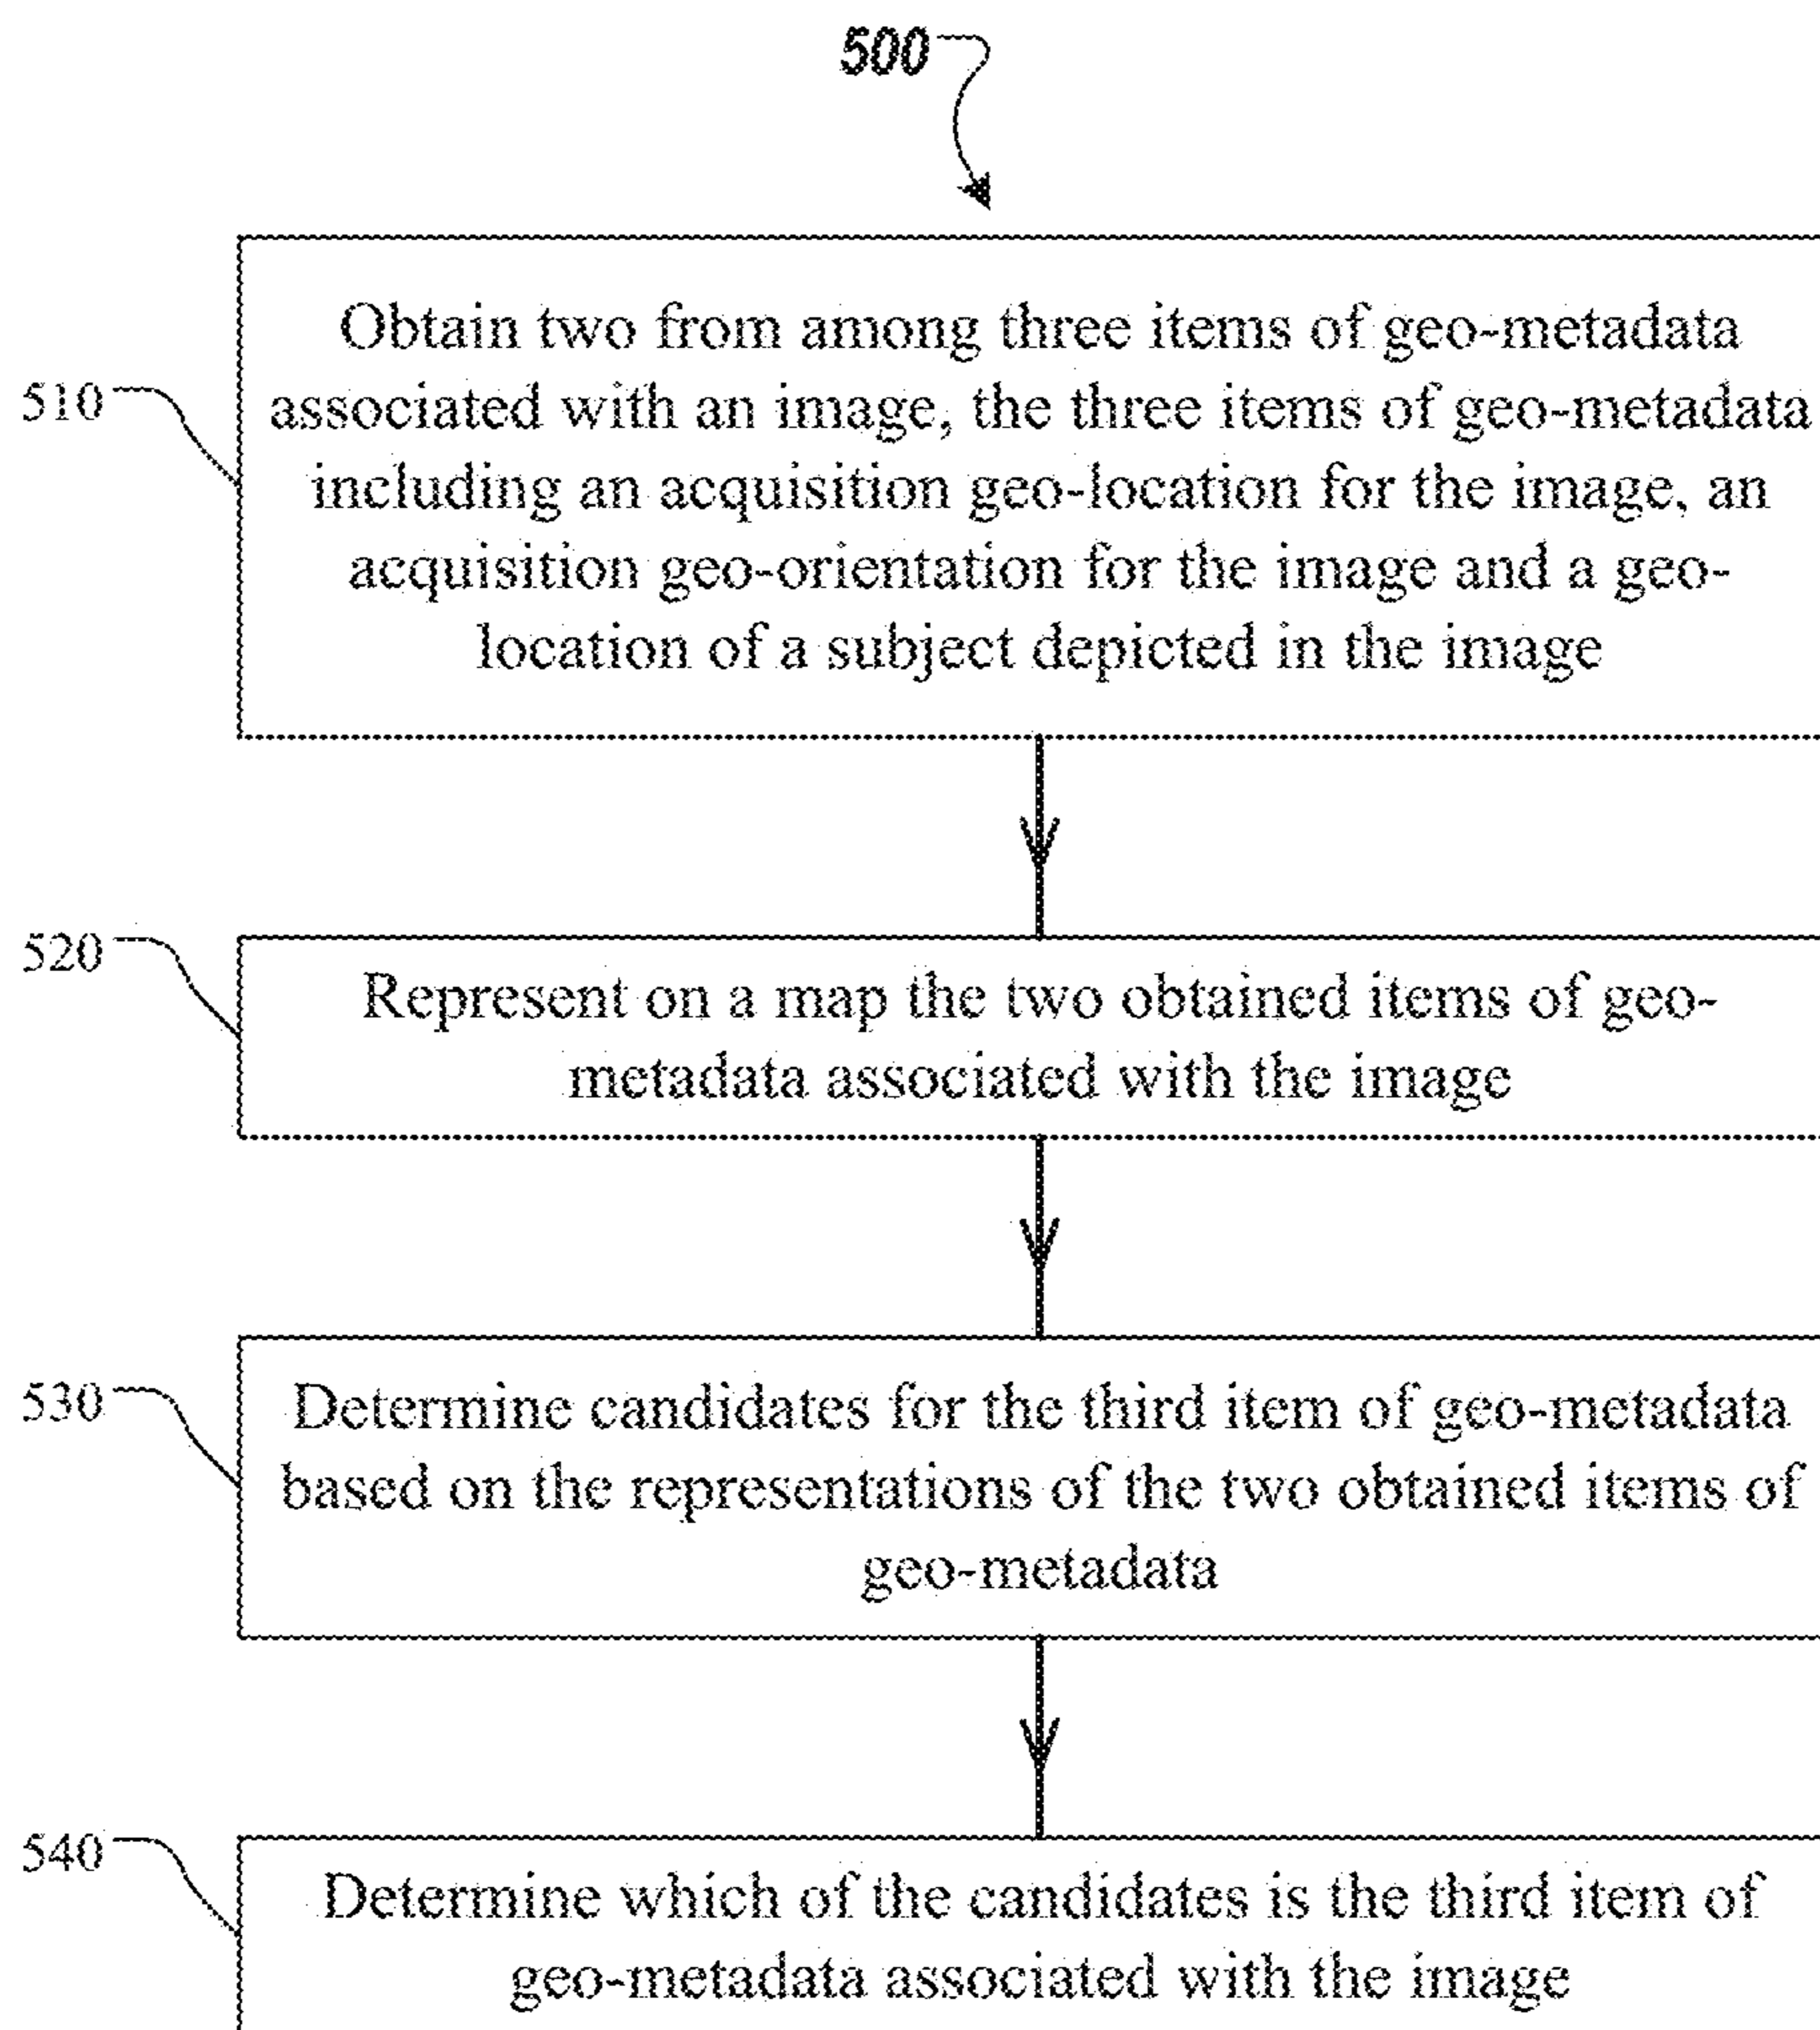 500
510
Obtain two from among three items of geo-metadata
associated with an image, the three items of geo-metadata
including an acquisition geo-location for the image, an
acquisition geo-orientation for the image and a geo-
location of a subject depicted in the image
520
Represent on a map the two obtained items of geo-
metadata associated with the image
530
Determine candidates for the third item of geo-metadata
based on the representations of the two obtained items of
geo-metadata
540
Determine which of the candidates is the third item of
geo-metadata associated with the image